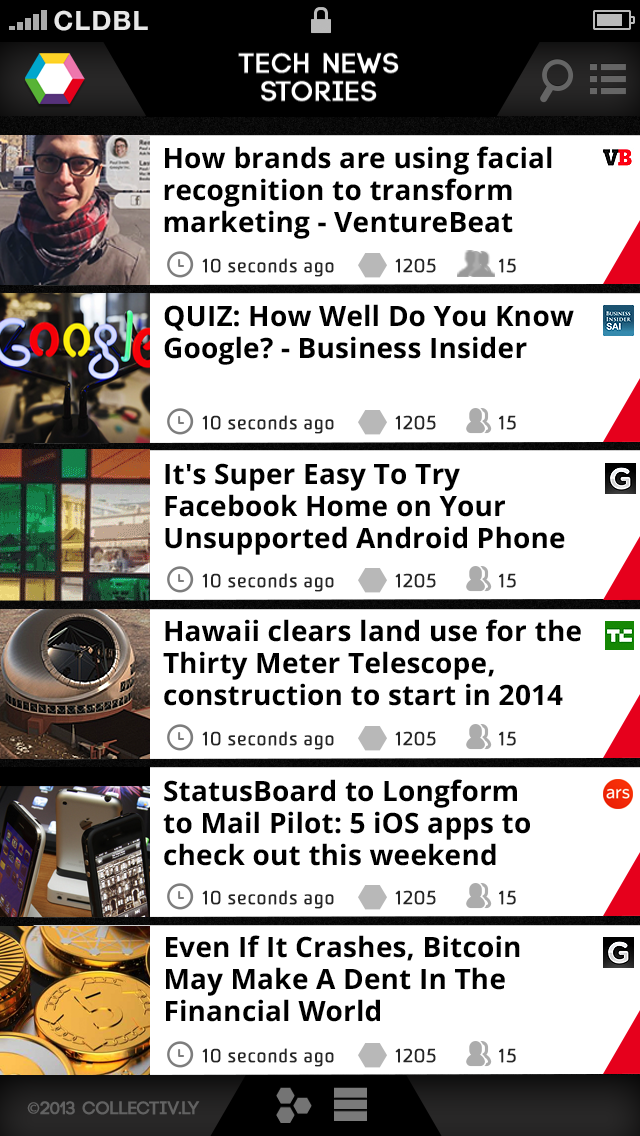 CLDBL
TECH NEWS
STORIES
How brands are using facial
recognition to transform
marketing - VentureBeat
VB
10 seconds ago 1205 15
Google
QUIZ: How Well Do You Know
Google? - Business Insider
BUSINESS
INSIDER
SAI
10 seconds ago 1205 15
It's Super Easy To Try
Facebook Home on Your
Unsupported Android Phone
G
10 seconds ago 1205 15
Hawaii clears land use for the
Thirty Meter Telescope,
construction to start in 2014
TC
10 seconds ago 1205 15
StatusBoard to Longform
to Mail Pilot: 5 iOS apps to
check out this weekend
ars
10 seconds ago 1205 15
Even If It Crashes, Bitcoin
May Make A Dent In The
Financial World
G
5
10 seconds ago 1205 15
©2013 COLLECTIV.LY